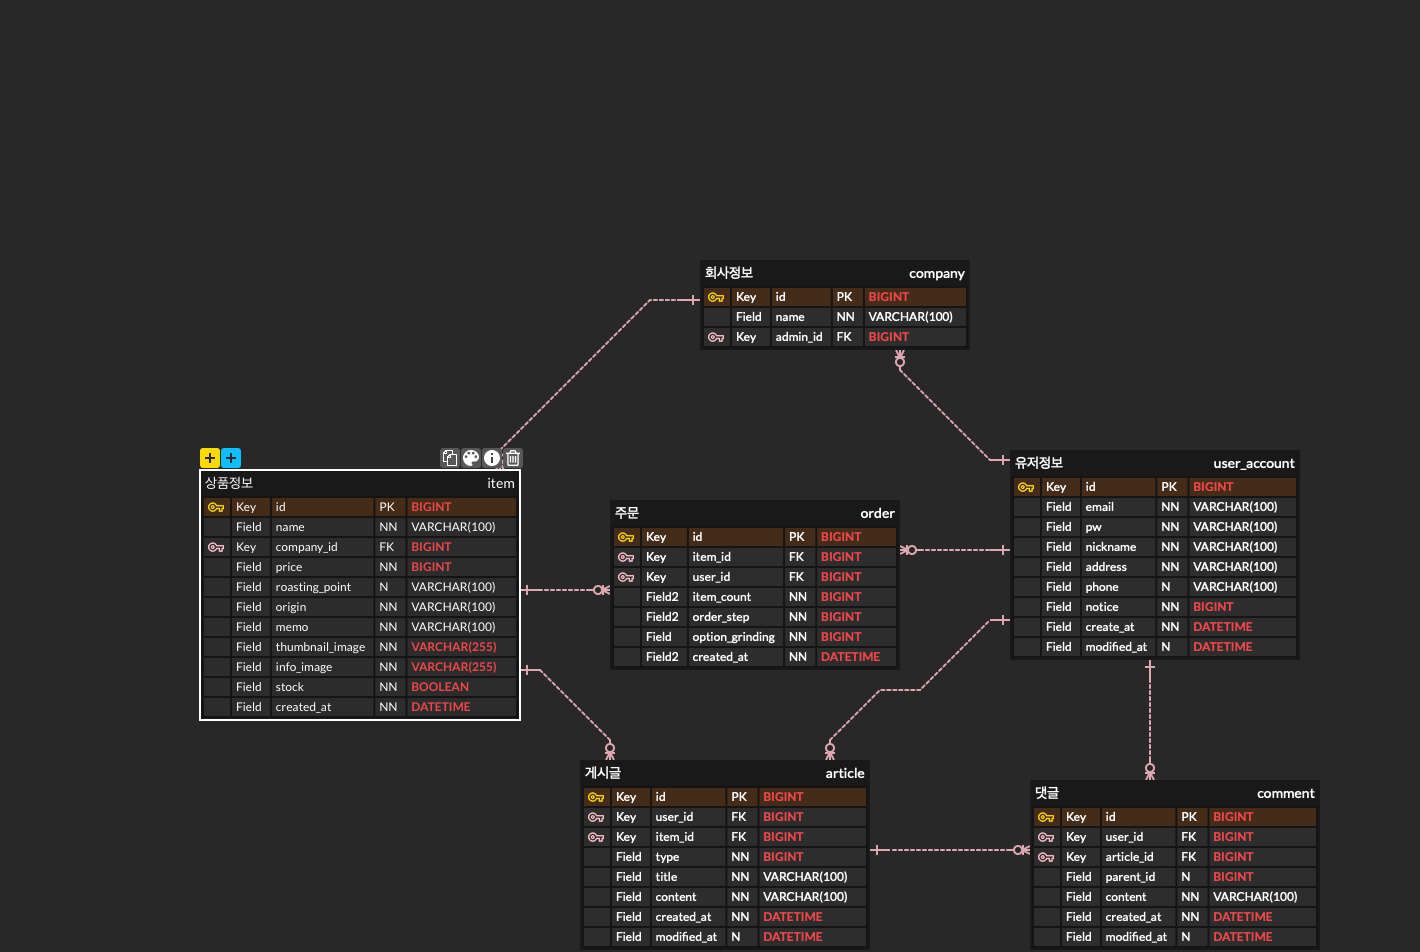 회사정보 company
Key id PK BIGINT
Field name NN VARCHAR(100)
Key admin_id FK BIGINT
상품정보 item
Key id PK BIGINT
Field name NN VARCHAR(100)
Key company_id FK BIGINT
Field price NN BIGINT
Field roasting_point N VARCHAR(100)
Field origin NN VARCHAR(100)
Field memo NN VARCHAR(100)
Field thumbnail_image NN VARCHAR(255)
Field info_image NN VARCHAR(255)
Field stock NN BOOLEAN
Field created_at NN DATETIME
주문 order
Key id PK BIGINT
Key item_id FK BIGINT
Key user_id FK BIGINT
Field2 item_count NN BIGINT
Field2 order_step NN BIGINT
Field option_grinding NN BIGINT
Field2 created_at NN DATETIME
유저정보 user_account
Key id PK BIGINT
Field email NN VARCHAR(100)
Field pw NN VARCHAR(100)
Field nickname NN VARCHAR(100)
Field address NN VARCHAR(100)
Field phone N VARCHAR(100)
Field notice NN BIGINT
Field create_at NN DATETIME
Field modified_at N DATETIME
게시글 article
Key id PK BIGINT
Key user_id FK BIGINT
Key item_id FK BIGINT
Field type NN BIGINT
Field title NN VARCHAR(100)
Field content NN VARCHAR(100)
Field created_at NN DATETIME
Field modified_at N DATETIME
댓글 comment
Key id PK BIGINT
Key user_id FK BIGINT
Key article_id FK BIGINT
Field parent_id N BIGINT
Field content NN VARCHAR(100)
Field created_at NN DATETIME
Field modified_at N DATETIME